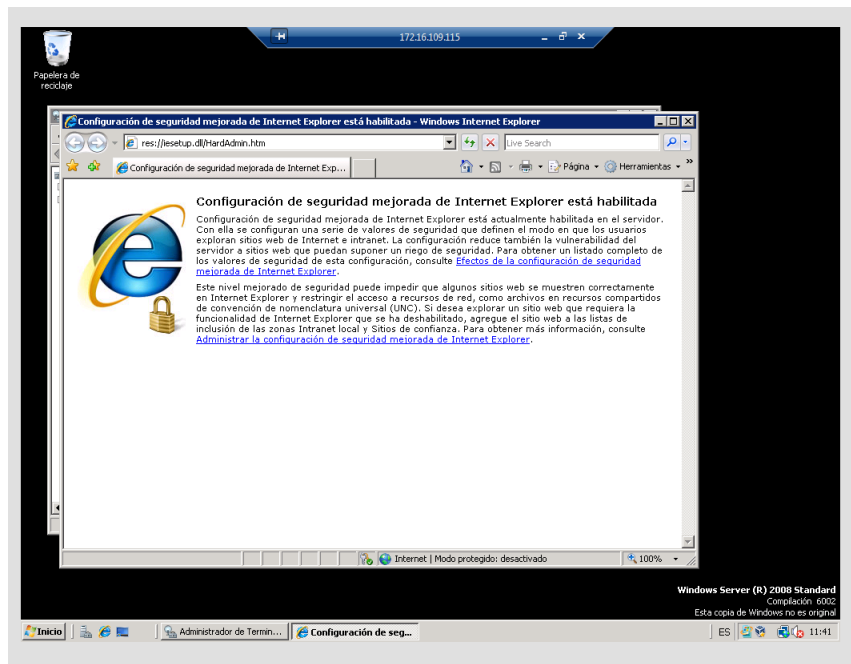 172.16.109.115
Papelera de
reciclaje
Configuración de seguridad mejorada de Internet Explorer está habilitada - Windows Internet Explorer
res://iesetup.dll/HardAdmin.htm
Live Search
Configuración de seguridad mejorada de Internet Exp...
Página
Herramientas
Configuración de seguridad mejorada de Internet Explorer está habilitada
Configuración de seguridad mejorada de Internet Explorer está actualmente habilitada en el servidor.
Con ella se configuran una serie de valores de seguridad que definen el modo en que los usuarios
exploran sitios web de Internet e intranet. La configuración reduce también la vulnerabilidad del
servidor a sitios web que puedan suponer un riego de seguridad. Para obtener un listado completo de
los valores de seguridad de esta configuración, consulte Efectos de la configuración de seguridad
mejorada de Internet Explorer.
Este nivel mejorado de seguridad puede impedir que algunos sitios web se muestren correctamente
en Internet Explorer y restringir el acceso a recursos de red, como archivos en recursos compartidos
de convención de nomenclatura universal (UNC). Si desea explorar un sitio web que requiera la
funcionalidad de Internet Explorer que se ha deshabilitado, agregue el sitio web a las listas de
inclusión de las zonas Intranet local y Sitios de confianza. Para obtener más información, consulte
Administrar la configuración de seguridad mejorada de Internet Explorer.
Internet | Modo protegido: desactivado
100%
Windows Server (R) 2008 Standard
Compilación 6002
Esta copia de Windows no es original
Inicio
Administrador de Termin...
Configuración de seg...
ES
11:41